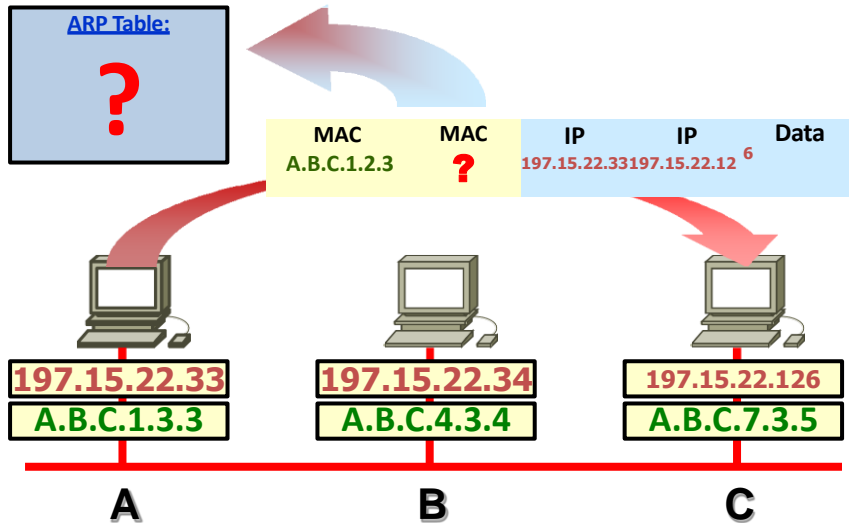 ARP Table:
?
MAC MAC IP IP Data
A.B.C.1.2.3 ? 197.15.22.33197.15.22.12 6
197.15.22.33 197.15.22.34 197.15.22.126
A.B.C.1.3.3 A.B.C.4.3.4 A.B.C.7.3.5
A B C